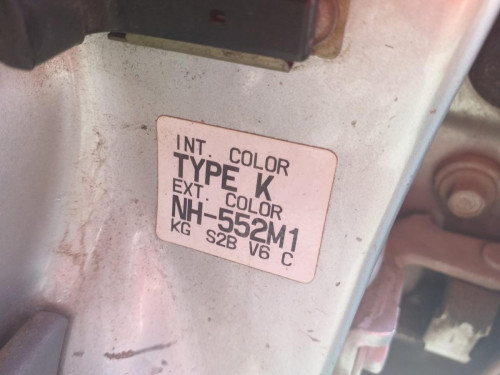 INT. COLOR
TYPE K
EXT. COLOR
NH-552M1
KG S2B V6 C